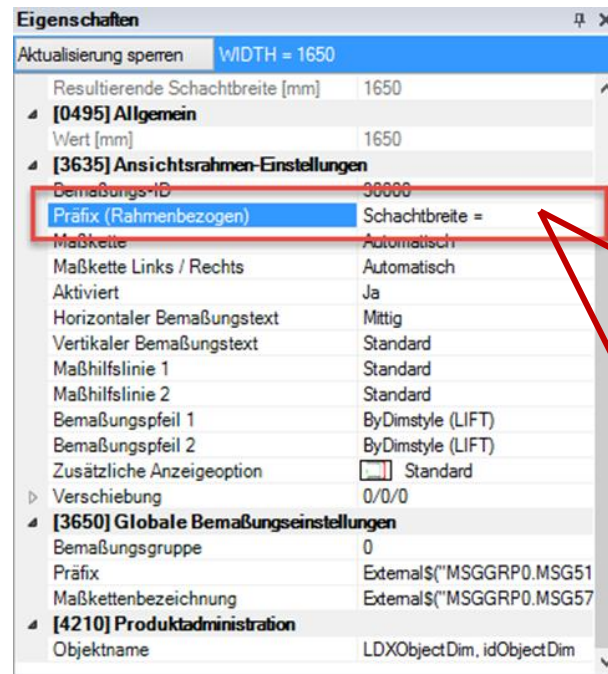 Eigenschaften
Aktualisierung sperren WIDTH = 1650
Resultierende Schachtbreite [mm] 1650
[0495] Allgemein
Wert [mm] 1650
[3635] Ansichtsrahmen-Einstellungen
Bemaßungs-ID 30000
Präfix (Rahmenbezogen) Schachtbreite =
Maßkette Automatisch
Maßkette Links / Rechts Automatisch
Aktiviert Ja
Horizontaler Bemaßungstext Mittig
Vertikaler Bemaßungstext Standard
Maßhilfslinie 1 Standard
Maßhilfslinie 2 Standard
Bemaßungspfeil 1 ByDimstyle (LIFT)
Bemaßungspfeil 2 ByDimstyle (LIFT)
Zusätzliche Anzeigeoption Standard
Verschiebung 0/0/0
[3650] Globale Bemaßungseinstellungen
Bemaßungsgruppe 0
Präfix External$("MSGGRP0.MSG51
Maßkettenbezeichnung External$("MSGGRP0.MSG57
[4210] Produktadministration
Objektname LDXObjectDim, idObjectDim